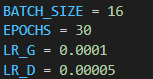 BATCH_SIZE = 16
EPOCHS = 30
LR_G = 0.0001
LR_D = 0.00005